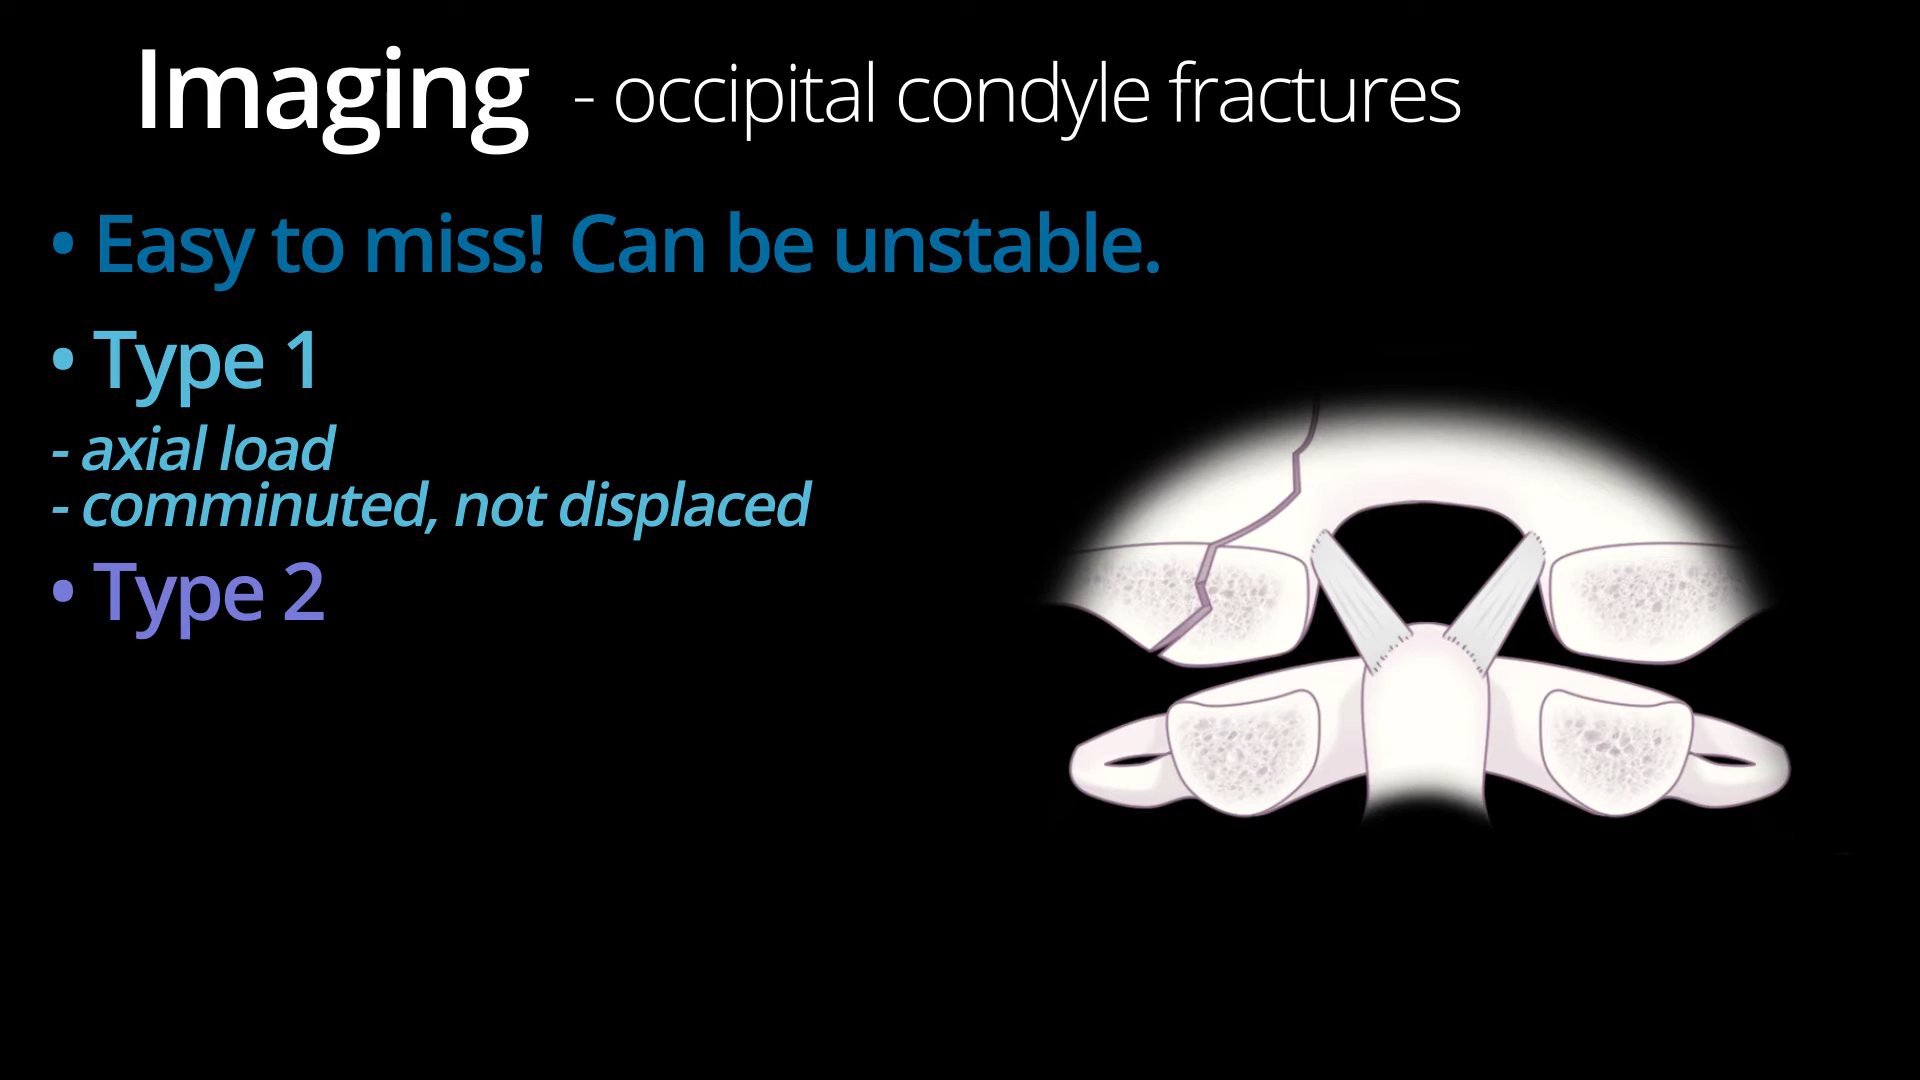 Imaging - occipital condyle fractures
• Easy to miss! Can be unstable.
• Type 1
- axial load
- comminuted, not displaced
• Type 2